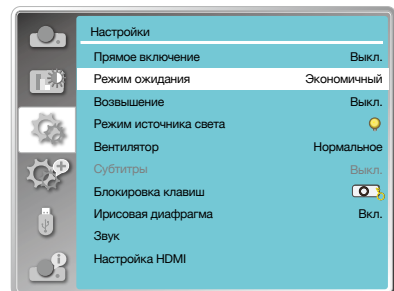 Настройки
Прямое включение Выкл.
Режим ожидания Экономичный
Возвышение Выкл.
Режим источника света
Вентилятор Нормальное
Субтитры Выкл.
Блокировка клавиш
Ирисовая диафрагма Вкл.
Звук
Настройка HDMI